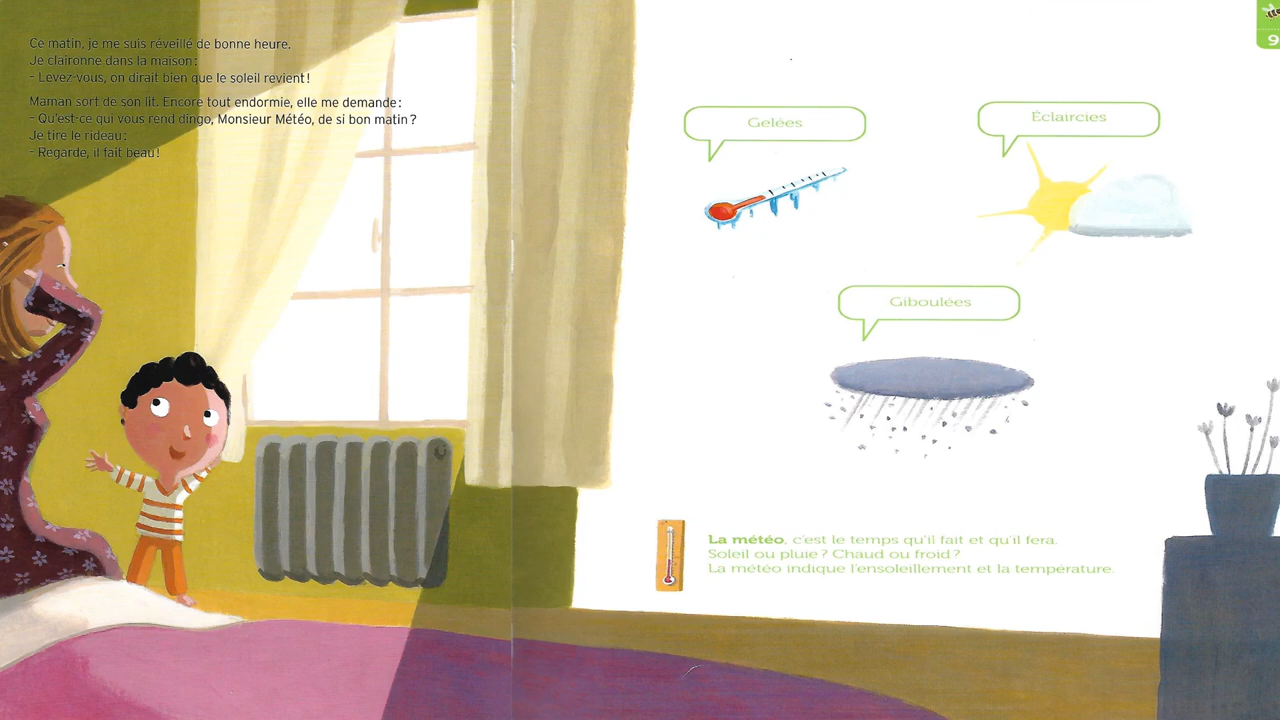 Ce matin, je me suis réveillé de bonne heure.
Je claironne dans la maison :
– Levez-vous, on dirait bien que le soleil revient !
Maman sort de son lit. Encore tout endormie, elle me demande :
– Qu'est-ce qui vous rend dingo, Monsieur Météo, de si bon matin ?
Je tire le rideau :
– Regarde, il fait beau !
9
Gelées
Éclaircies
Giboulées
La météo, c'est le temps qu'il fait et qu'il fera.
Soleil ou pluie ? Chaud ou froid ?
La météo indique l'ensoleillement et la température.